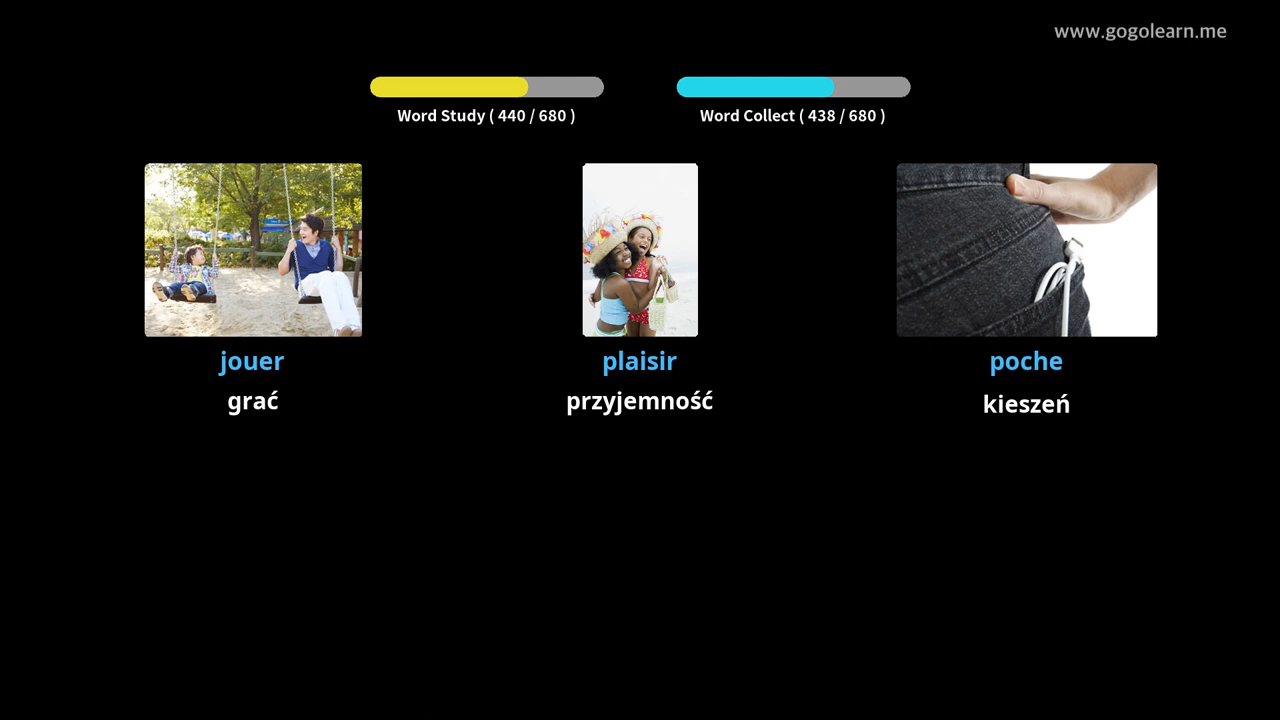 www.gogolearn.me
Word Study ( 440 / 680 )
Word Collect ( 438 / 680 )
jouer
plaisir
poche
grać
przyjemność
kieszeń